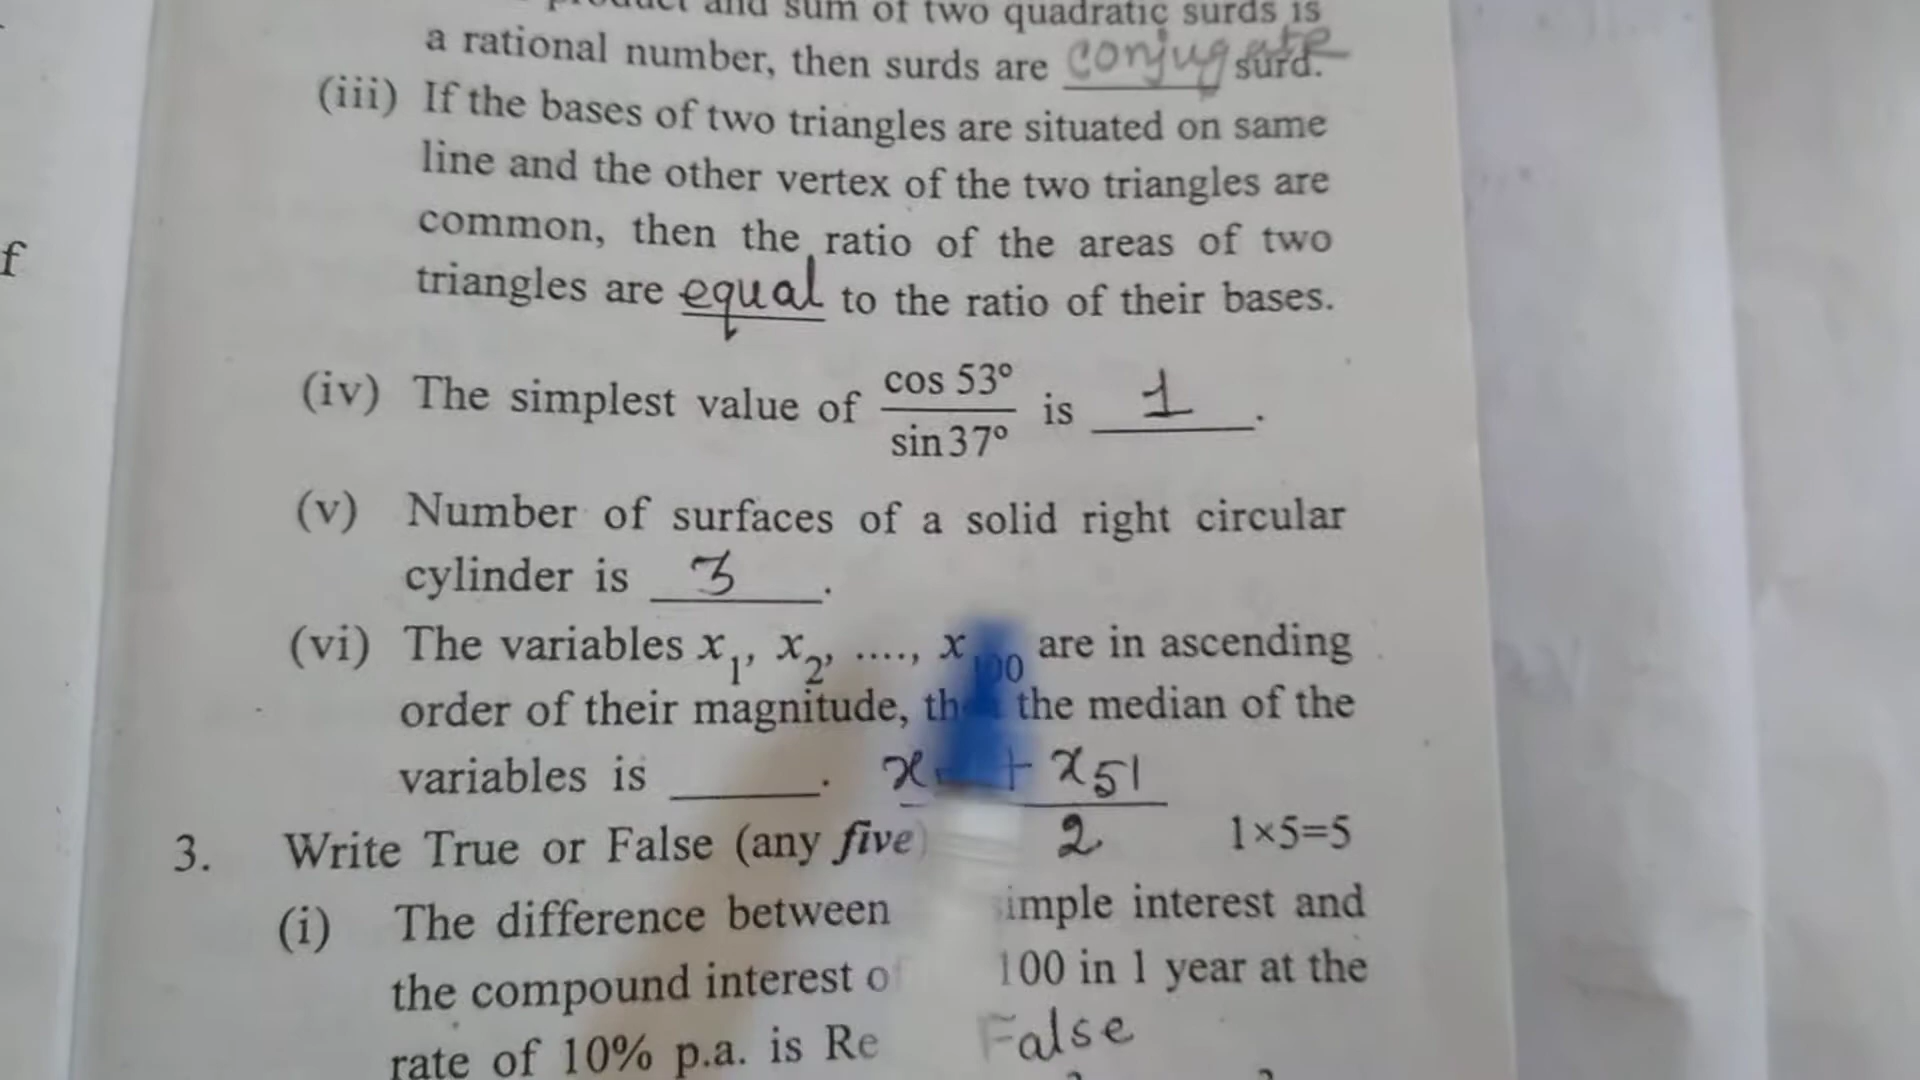 product and sum of two quadratic surds is
a rational number, then surds are conjugate surd.
(iii) If the bases of two triangles are situated on same
line and the other vertex of the two triangles are
common, then the ratio of the areas of two
triangles are equal to the ratio of their bases.
(iv) The simplest value of cos 53° / sin 37° is 1.
(v) Number of surfaces of a solid right circular
cylinder is 3.
(vi) The variables x₁, x₂, ...., x₁₀₀ are in ascending
order of their magnitude, the median of the
variables is ____. x + x₅₁
2
3. Write True or False (any five) 1×5=5
(i) The difference between simple interest and
the compound interest 100 in 1 year at the
rate of 10% p.a. is False
f